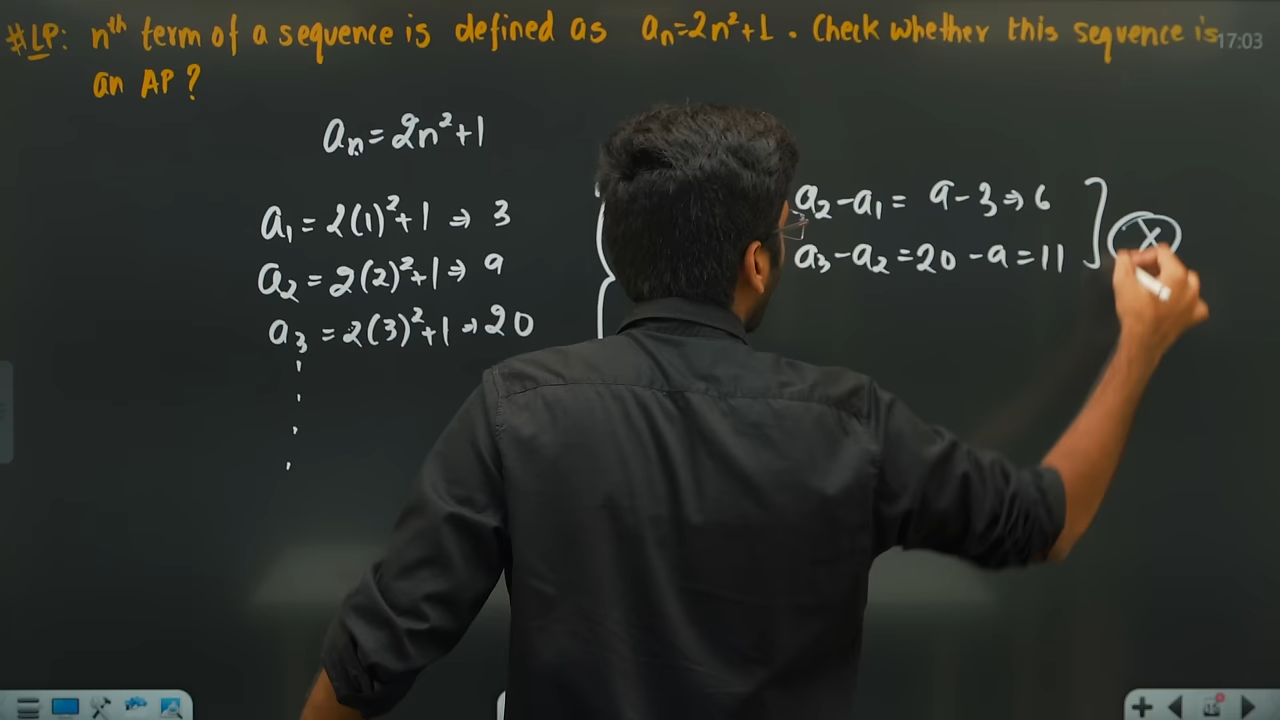 #LP: nth term of a sequence is defined as an=2n²+1. Check whether this sequence is
17:03
an AP?
an=2n²+1
a1=2(1)²+1⇒3
a2=2(2)²+1⇒9
a3=2(3)²+1⇒20
a2-a1= 9-3⇒6
a3-a2=20-9=11
x